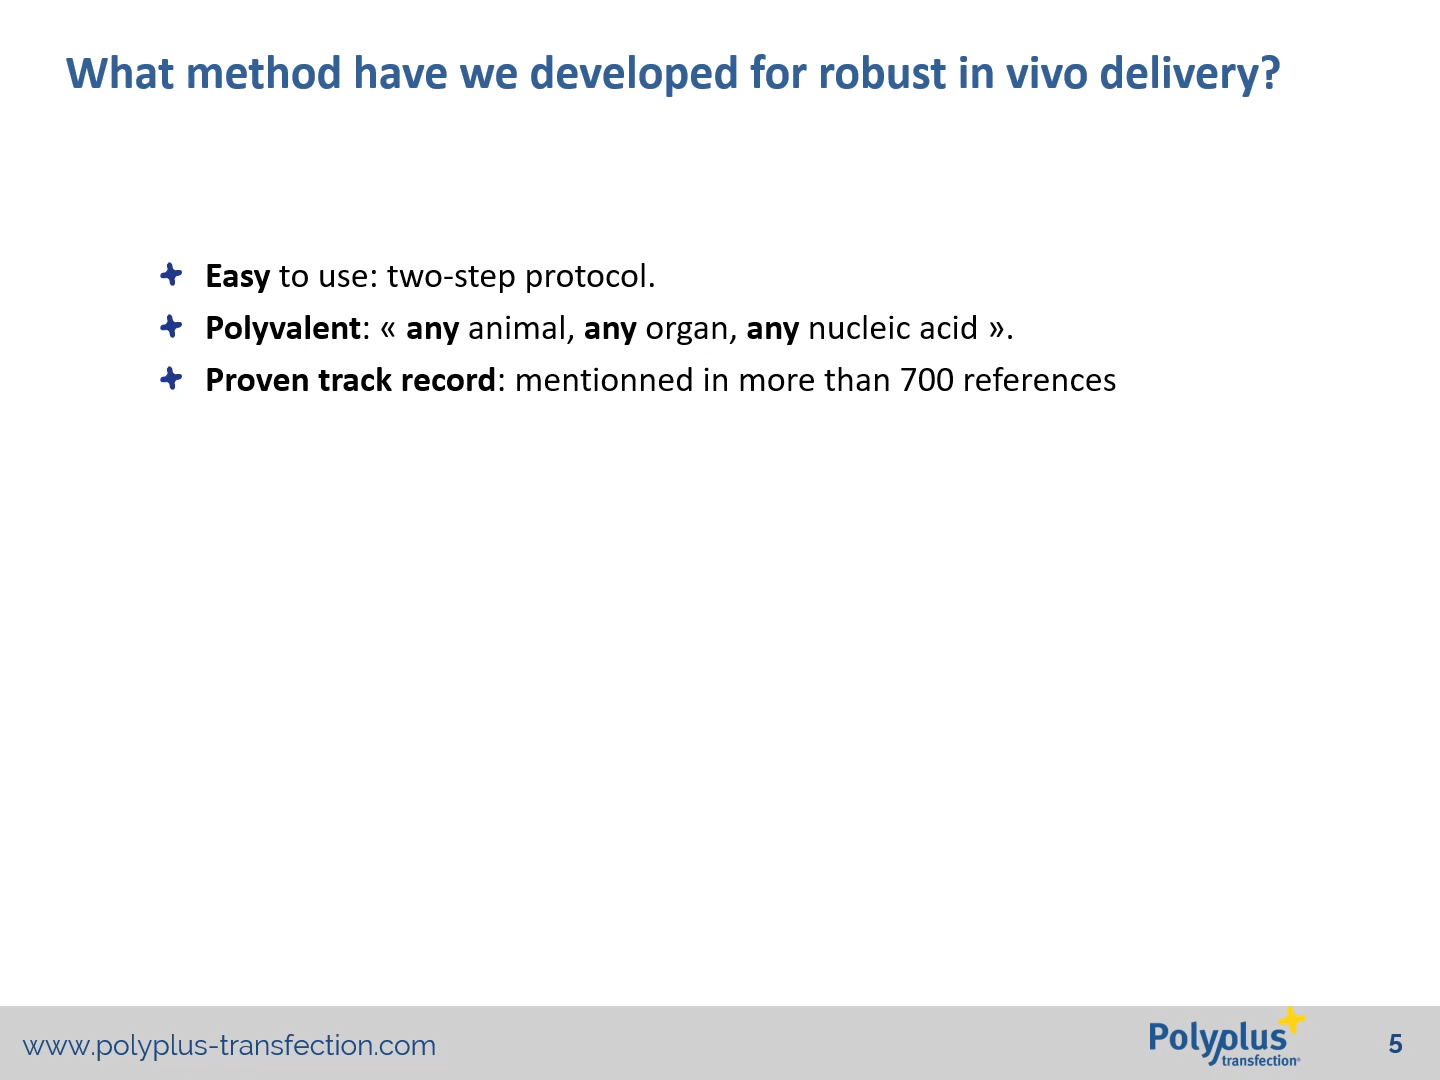 What method have we developed for robust in vivo delivery?
Easy to use: two-step protocol.
Polyvalent: « any animal, any organ, any nucleic acid ».
Proven track record: mentionned in more than 700 references
www.polyplus-transfection.com
Polyplus
transfection®
5